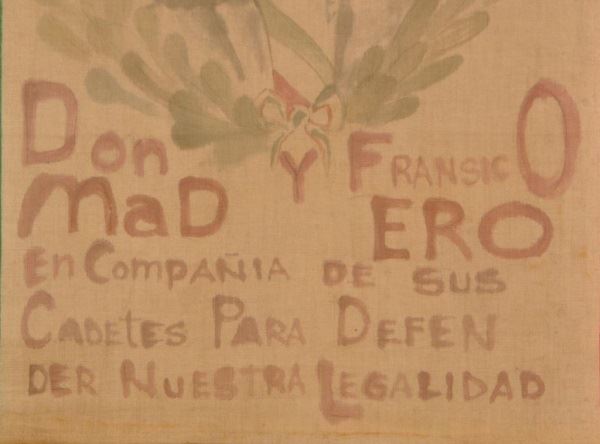 Don Y FRANSICO
MaD ERO
En COMPAÑIA DE SUS
CADETES PARA DEFEN
DER NUESTRA LEGALIDAD